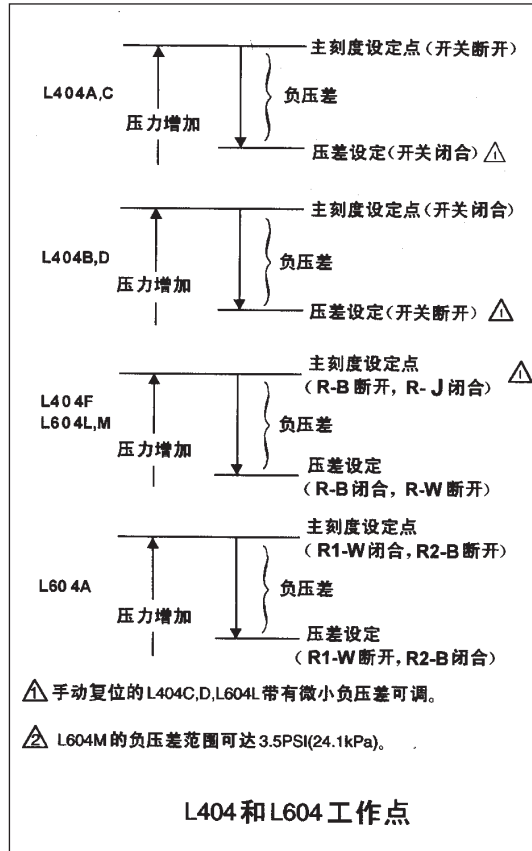 主刻度设定点(开关断开)
L404A,C
负压差
压力增加
压差设定(开关闭合) 1
主刻度设定点(开关闭合)
L404B,D
负压差
压力增加
压差设定(开关断开) 1
主刻度设定点 1
(R-B断开, R-J闭合)
L404F
L604L,M
负压差
压力增加
压差设定
(R-B闭合, R-W断开)
主刻度设定点
(R1-W闭合, R2-B断开)
L604A
负压差
压力增加
压差设定
(R1-W断开, R2-B闭合)
1 手动复位的L404C,D,L604L带有微小负压差可调。
2 L604M的负压差范围可达3.5PSI(24.1kPa)。
L404和L604工作点